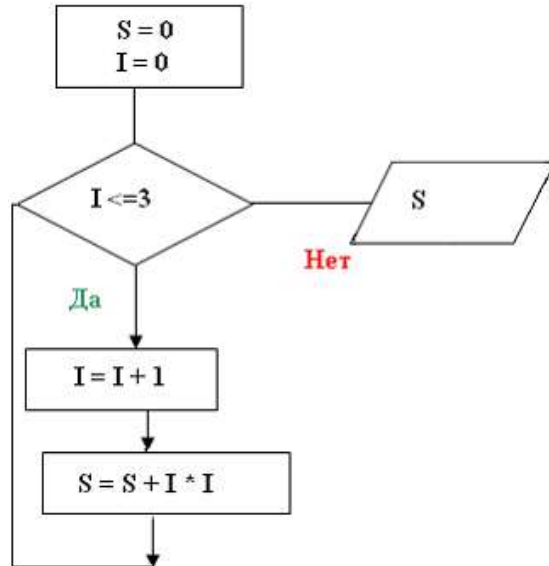 S = 0
I = 0
I <=3
S
Нет
Да
I = I + 1
S = S + I * I